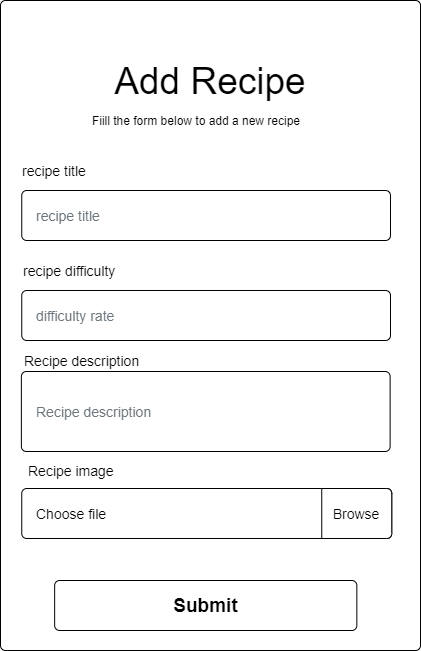 Add Recipe
Fiill the form below to add a new recipe
recipe title
recipe title
recipe difficulty
difficulty rate
Recipe description
Recipe description
Recipe image
Choose file Browse
Submit